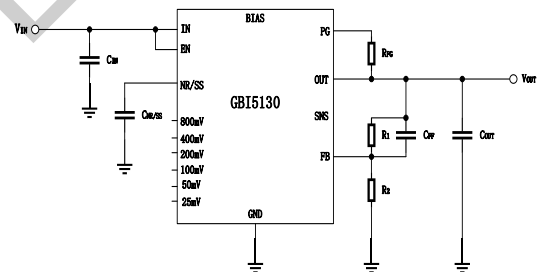 BIAS
VIN
IN
PG
EN
RPG
CIN
OUT
VOUT
NR/SS
GBI5130
CNR/SS
SNS
800mV
R1
CFF
COUT
400mV
200mV
FB
100mV
50mV
R2
25mV
GND